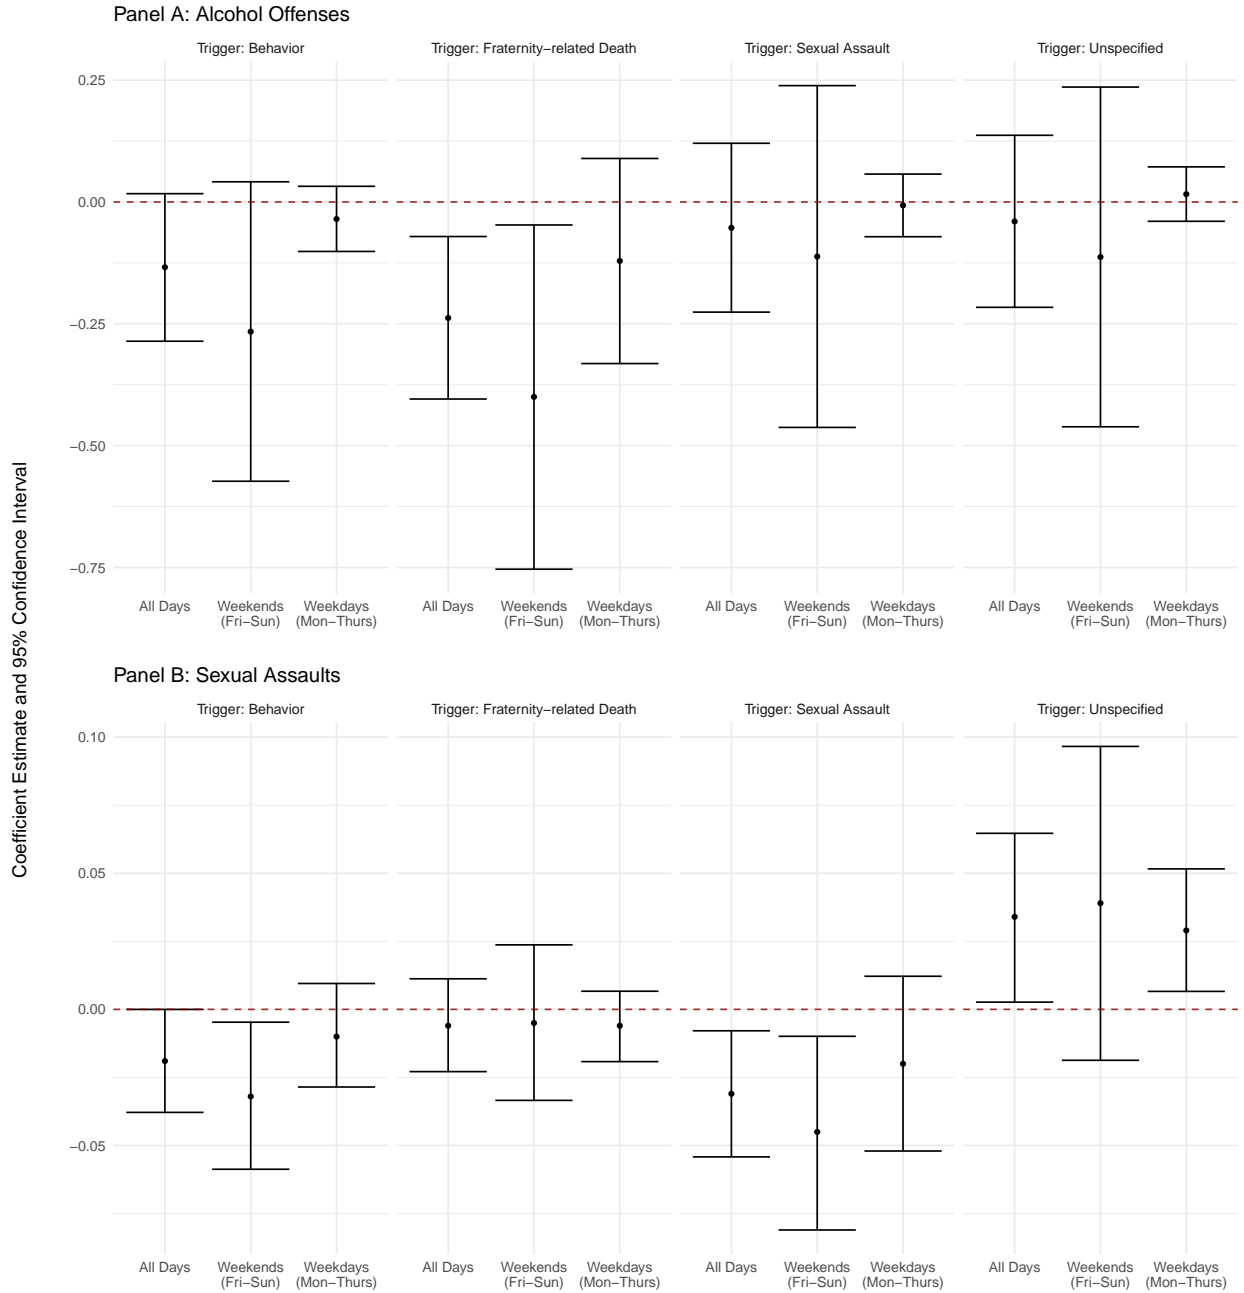 Panel A: Alcohol Offenses
Trigger: Behavior
Trigger: Fraternity−related Death
Trigger: Sexual Assault
Trigger: Unspecified
0.25
0.00
−0.25
−0.50
−0.75
All Days
Weekends
(Fri−Sun)
Weekdays
(Mon−Thurs)
All Days
Weekends
(Fri−Sun)
Weekdays
(Mon−Thurs)
All Days
Weekends
(Fri−Sun)
Weekdays
(Mon−Thurs)
All Days
Weekends
(Fri−Sun)
Weekdays
(Mon−Thurs)
Coefficient Estimate and 95% Confidence Interval
Panel B: Sexual Assaults
Trigger: Behavior
Trigger: Fraternity−related Death
Trigger: Sexual Assault
Trigger: Unspecified
0.10
0.05
0.00
−0.05
All Days
Weekends
(Fri−Sun)
Weekdays
(Mon−Thurs)
All Days
Weekends
(Fri−Sun)
Weekdays
(Mon−Thurs)
All Days
Weekends
(Fri−Sun)
Weekdays
(Mon−Thurs)
All Days
Weekends
(Fri−Sun)
Weekdays
(Mon−Thurs)